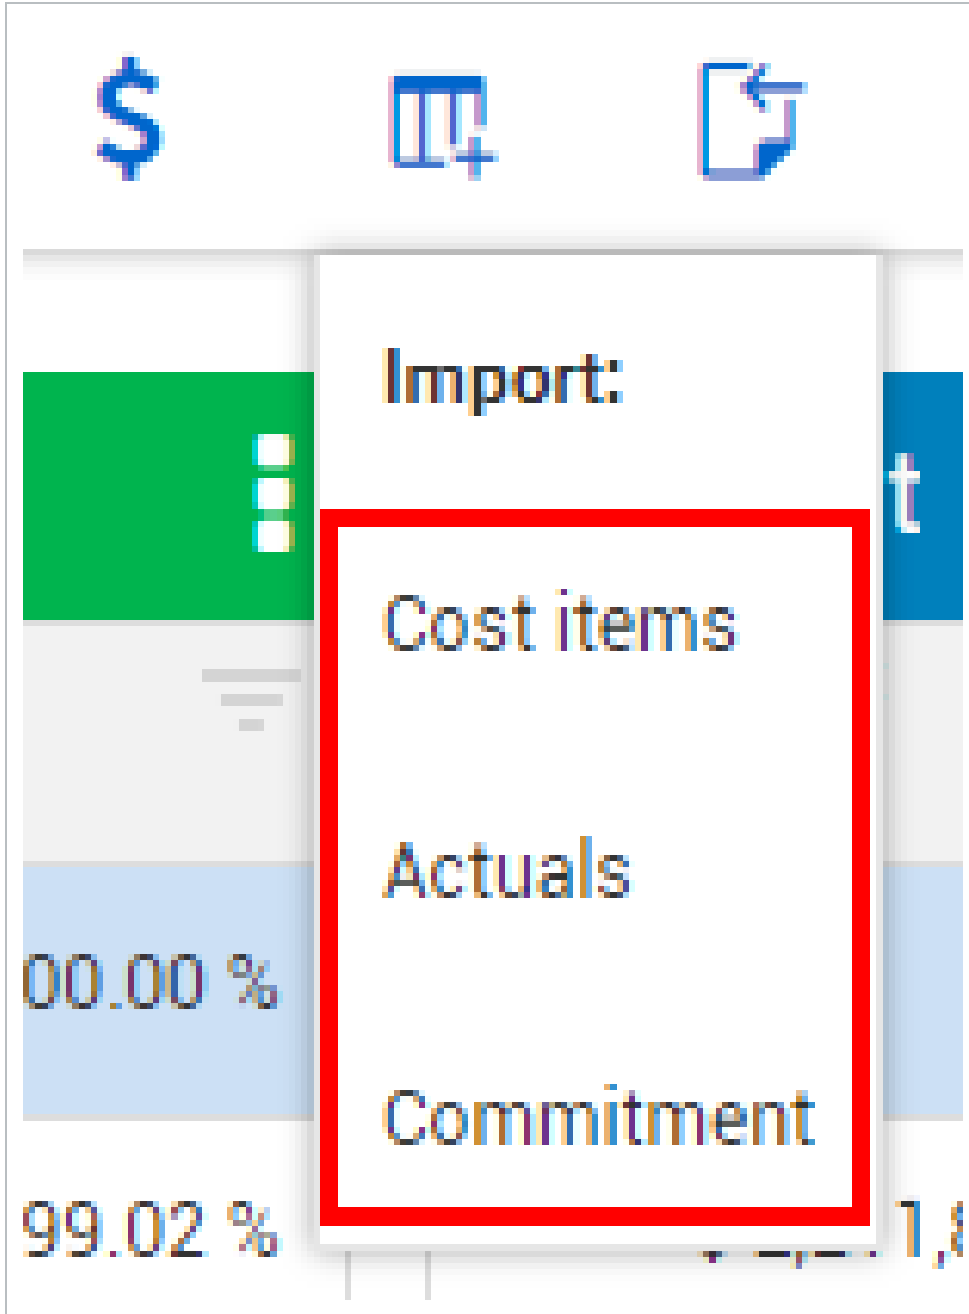 $
Import:
t
Cost items
Actuals
00.00 %
Commitment
99.02 %